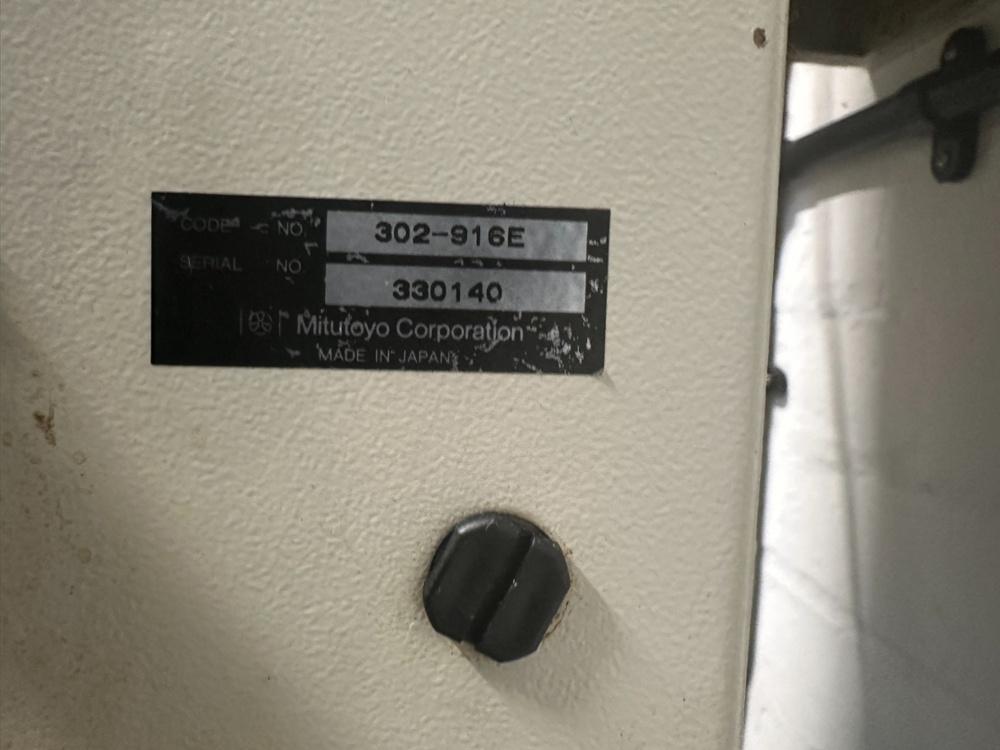 CODE NO. 302-916E
SERIAL NO. 330140
Mitutoyo Corporation
MADE IN JAPAN